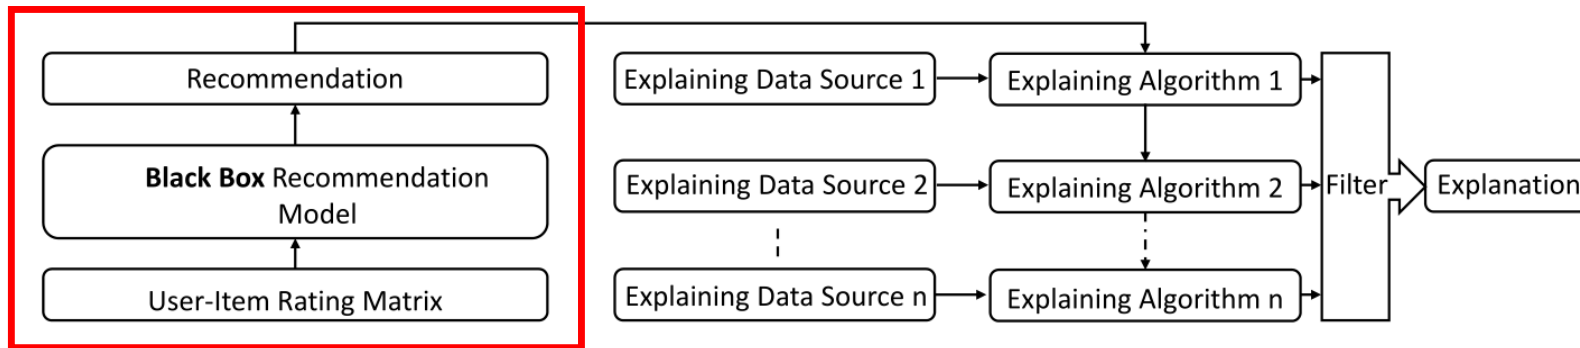 Recommendation
Black Box Recommendation
Model
User-Item Rating Matrix
Explaining Data Source 1
Explaining Algorithm 1
Explaining Data Source 2
Explaining Algorithm 2
Explaining Data Source n
Explaining Algorithm n
Filter
Explanation